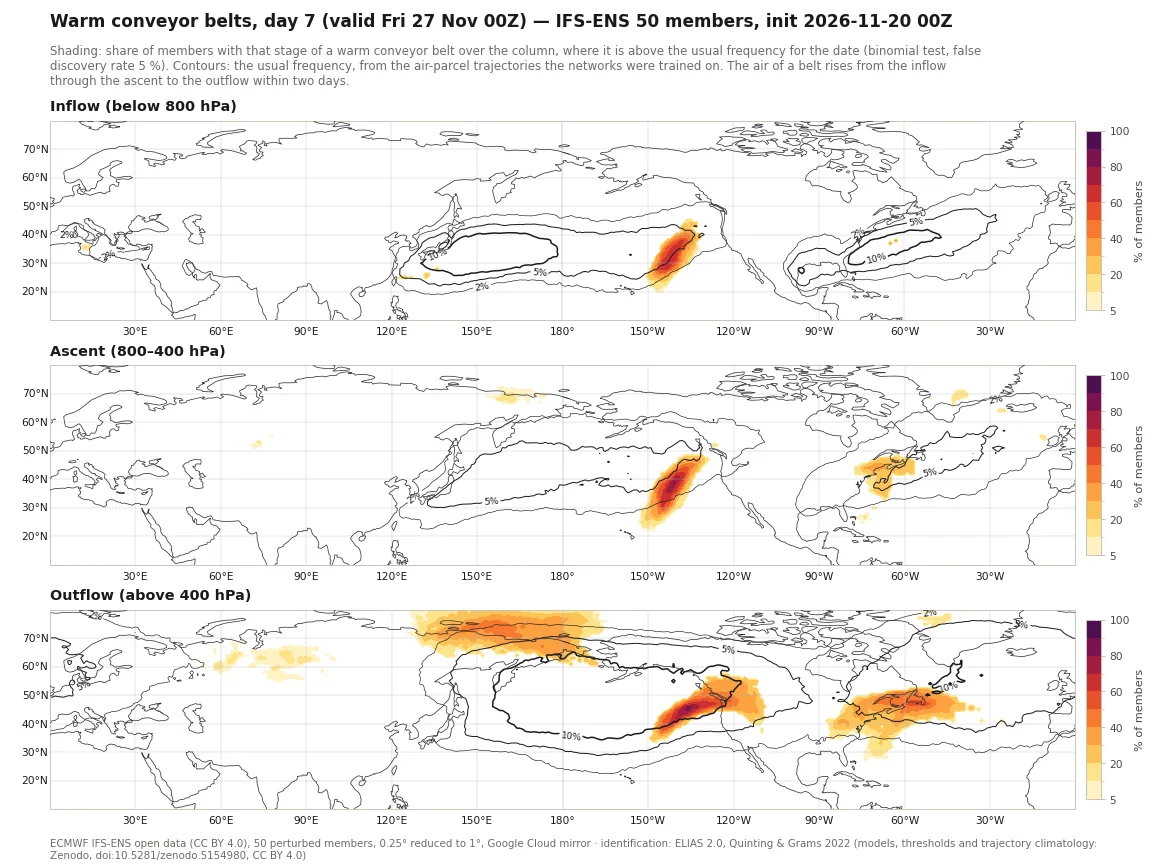 Warm conveyor belts, day 7 (valid Fri 27 Nov 00Z) — IFS-ENS 50 members, init 2026-11-20 00Z
Shading: share of members with that stage of a warm conveyor belt over the column, where it is above the usual frequency for the date (binomial test, false
discovery rate 5 %). Contours: the usual frequency, from the air-parcel trajectories the networks were trained on. The air of a belt rises from the inflow
through the ascent to the outflow within two days.
Inflow (below 800 hPa)
70°N
60°N
50°N
40°N
30°N
20°N
2%
2%
10%
5%
2%
2%
5%
10%
30°E
60°E
90°E
120°E
150°E
180°
150°W
120°W
90°W
60°W
30°W
100
80
60
40
20
5
% of members
Ascent (800–400 hPa)
70°N
60°N
50°N
40°N
30°N
20°N
2%
5%
5%
2%
30°E
60°E
90°E
120°E
150°E
180°
150°W
120°W
90°W
60°W
30°W
100
80
60
40
20
5
% of members
Outflow (above 400 hPa)
70°N
60°N
50°N
40°N
30°N
20°N
5%
10%
5%
2%
10%
5%
30°E
60°E
90°E
120°E
150°E
180°
150°W
120°W
90°W
60°W
30°W
100
80
60
40
20
5
% of members
ECMWF IFS-ENS open data (CC BY 4.0), 50 perturbed members, 0.25° reduced to 1°, Google Cloud mirror · identification: ELIAS 2.0, Quinting & Grams 2022 (models, thresholds and trajectory climatology:
Zenodo, doi:10.5281/zenodo.5154980, CC BY 4.0)